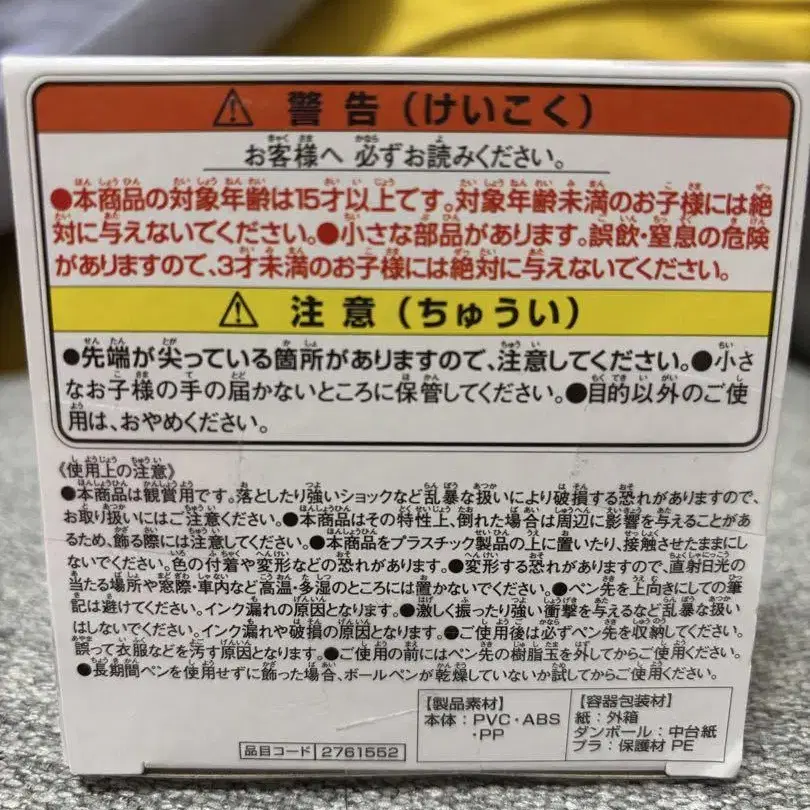 ⚠ 警告（けいこく）
お客様へ 必ずお読みください。
●本商品の対象年齢は15才以上です。対象年齢未満のお子様には絶
対に与えないでください。●小さな部品があります。誤飲・窒息の危険
がありますので、3才未満のお子様には絶対に与えないでください。
⚠ 注意（ちゅうい）
●先端が尖っている箇所がありますので、注意してください。●小さ
なお子様の手の届かないところに保管してください。●目的以外のご使
用は、おやめください。
《使用上の注意》
●本商品は観賞用です。落としたり強いショックなど乱暴な扱いにより破損する恐れがありますので、
お取り扱いにはご注意ください。●本商品はその特性上、倒れた場合は周辺に影響を与えることがあ
るため、飾る際には注意してください。●本商品をプラスチック製品の上に置いたり、接触させたままにし
ないでください。色の付着や変形などの恐れがあります。●変形する恐れがありますので、直射日光の
当たる場所や窓際・車内など高温・多湿のところには置かないでください。●ペン先を上向きにしての筆
記は避けてください。インク漏れの原因となります。●激しく振ったり強い衝撃を与えるなど乱暴な扱い
はしないでください。インク漏れや破損の原因となります。●ご使用後は必ずペン先を収納してください。
誤って衣服などを汚す原因となります。●ご使用の前にはペン先の樹脂玉を外してからご使用ください。
●長期間ペンを使用せずに飾った場合、ボールペンが乾燥していないか試してからご使用ください。
品目コード 2761552
【製品素材】
本体：PVC・ABS
・PP
【容器包装材】
紙：外箱
ダンボール：中台紙
プラ：保護材 PE